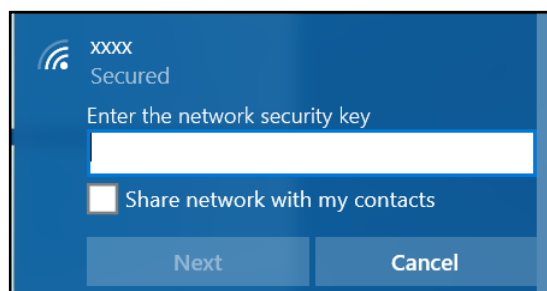 xxxx
Secured
Enter the network security key
Share network with my contacts
Next Cancel